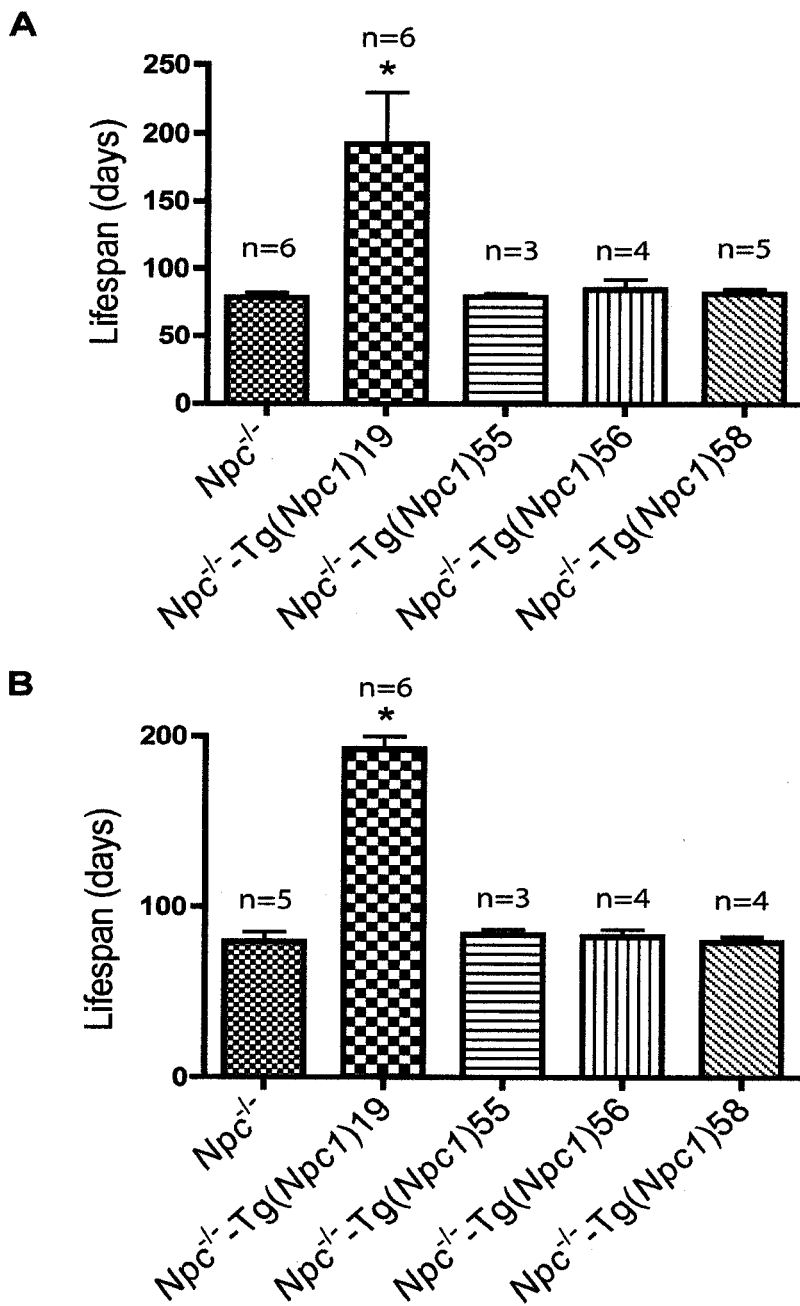 A
n=6
*
250
200
150
100
50
0
Lifespan (days)
n=6
n=3
n=4
n=5
Npc-/-
Npc-/--Tg(Npc1)19
Npc-/--Tg(Npc1)55
Npc-/--Tg(Npc1)56
Npc-/--Tg(Npc1)58
B
n=6
*
200
100
0
Lifespan (days)
n=5
n=3
n=4
n=4
Npc-/-
Npc-/--Tg(Npc1)19
Npc-/--Tg(Npc1)55
Npc-/--Tg(Npc1)56
Npc-/--Tg(Npc1)58